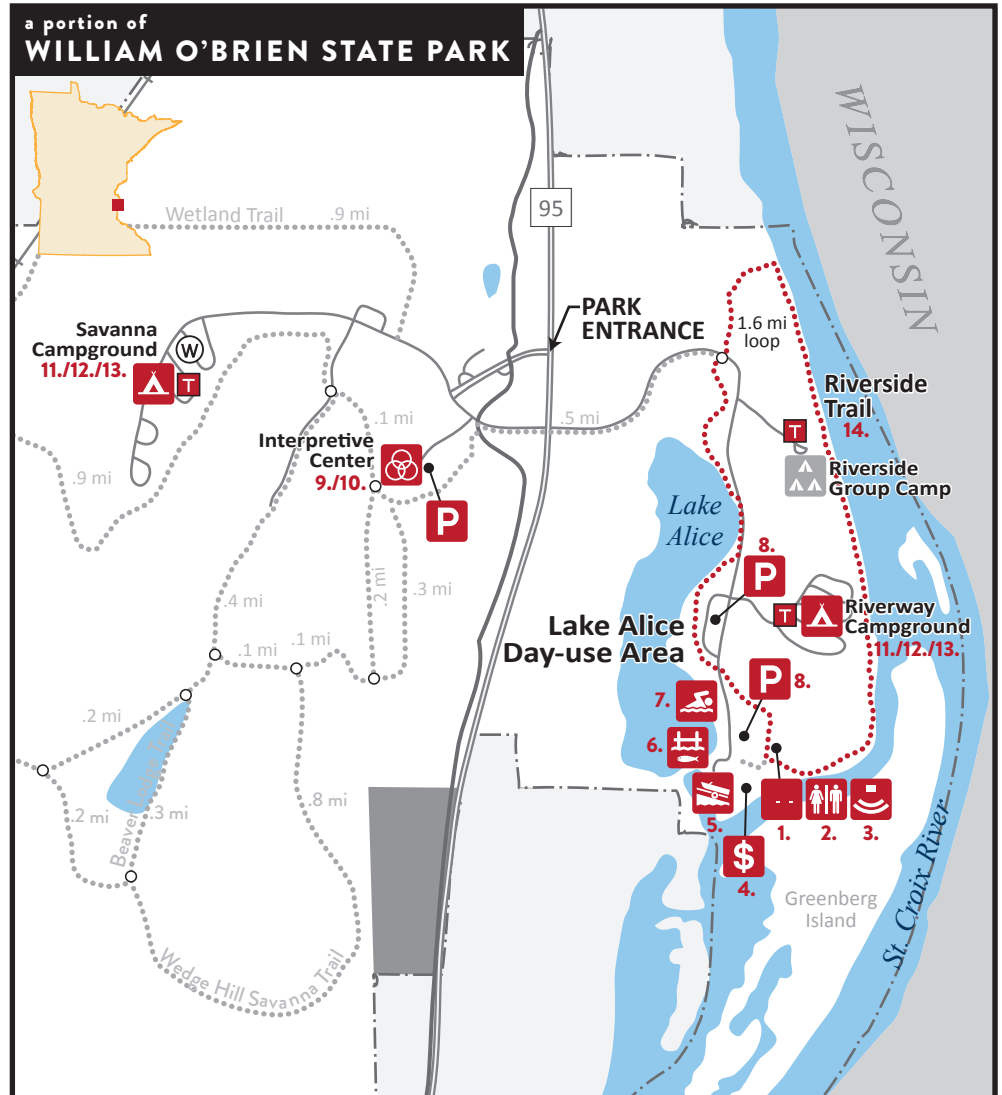 a portion of
WILLIAM O'BRIEN STATE PARK
WISCONSIN
Wetland Trail
.9 mi
95
PARK
ENTRANCE
1.6 mi
loop
Savanna
Campground
11./12./13.
W
T
.1 mi
.5 mi
Riverside
Trail
14.
T
Interpretive
Center
9./10.
P
.9 mi
Riverside
Group Camp
Lake
Alice
8.
P
.4 mi
.2 mi
.3 mi
T
Riverway
Campground
11./12./13.
Lake Alice
Day-use Area
.1 mi
.1 mi
P
8.
7.
6.
.2 mi
.2 mi
Beaver Lodge Trail
.3 mi
.8 mi
5.
1.
2.
3.
$
4.
Greenberg
Island
St. Croix River
Wedge Hill Savanna Trail